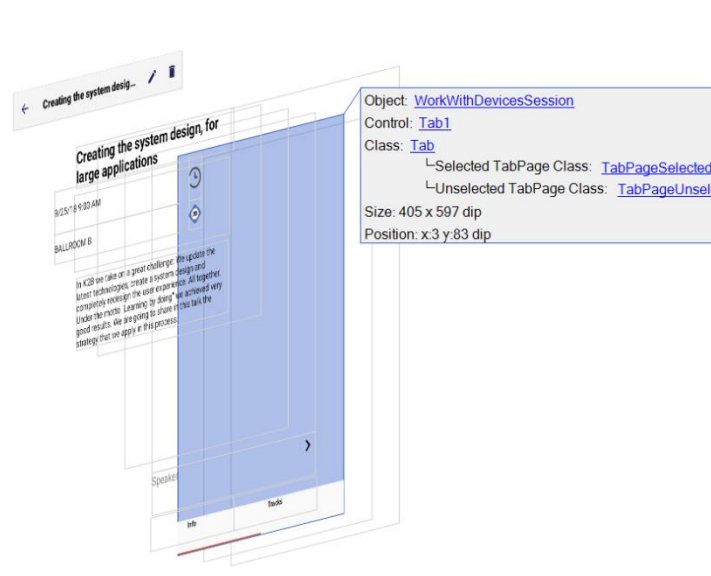 ← Creating the system desig...
Creating the system design, for
large applications
9/25/18 9:00 AM
BALLROOM B
In K2B we take on a great challenge: We update the
latest technologies, create a system design and
completely redesign the user experience. All together.
Under the motto "Learning by doing" we achieved very
good results. We are going to share in this talk the
strategy that we apply in this process.
Speaker
Info
Tracks
Object: WorkWithDevicesSession
Control: Tab1
Class: Tab
Selected TabPage Class: TabPageSelected
Unselected TabPage Class: TabPageUnsel
Size: 405 x 597 dip
Position: x:3 y:83 dip